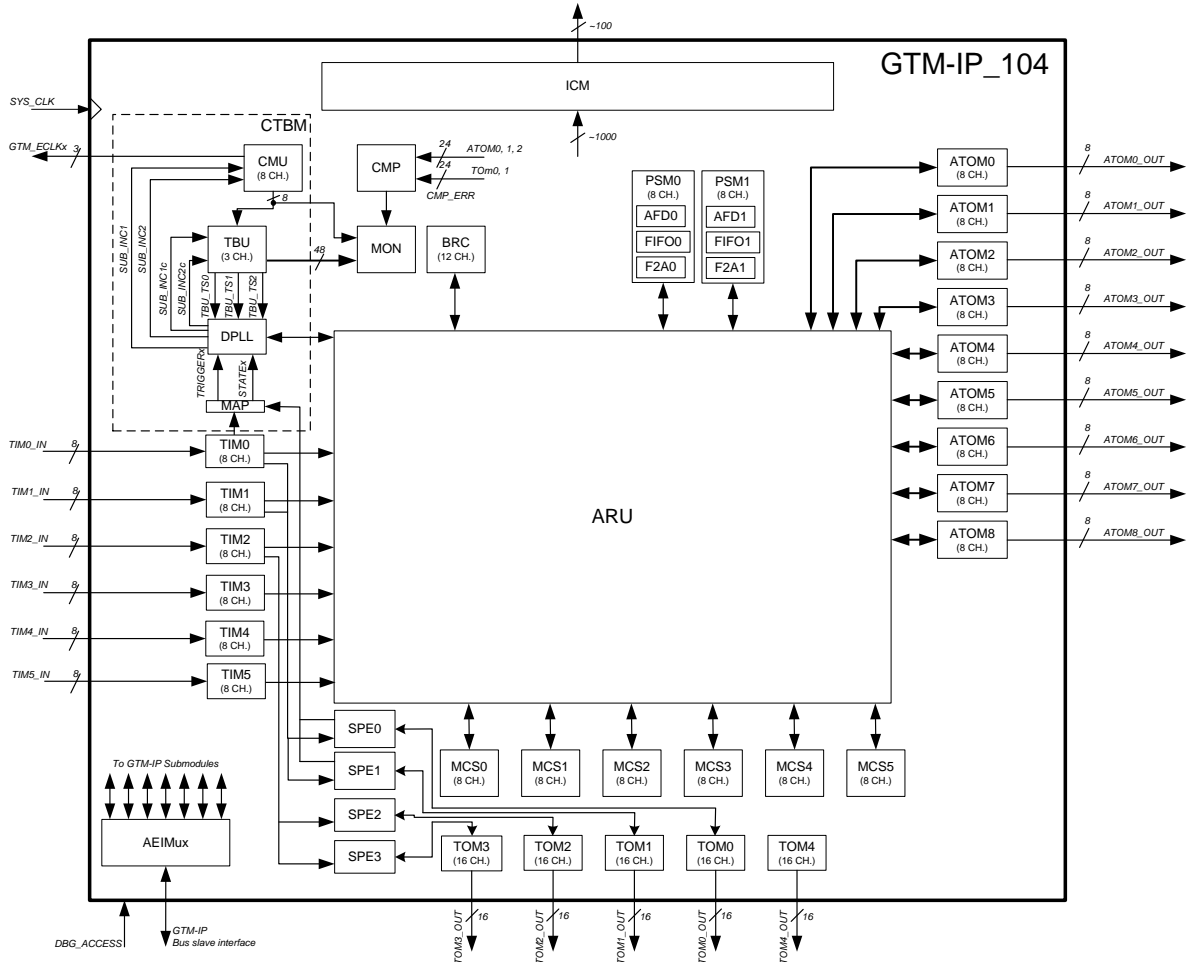 ~100
GTM-IP_104
ICM
SYS_CLK
~1000
CTBM
GTM_ECLKx
3
CMU
(8 CH.)
8
CMP
24
ATOM0, 1, 2
24
TOm0, 1
CMP_ERR
SUB_INC1
SUB_INC2
SUB_INC1c
SUB_INC2c
TBU
(3 CH.)
48
MON
BRC
(12 CH.)
TBU_TS0
TBU_TS1
TBU_TS2
DPLL
TRIGGERx
STATEx
MAP
PSM0
(8 CH.)
AFD0
FIFO0
F2A0
PSM1
(8 CH.)
AFD1
FIFO1
F2A1
ATOM0
(8 CH.)
8
ATOM0_OUT
ATOM1
(8 CH.)
8
ATOM1_OUT
ATOM2
(8 CH.)
8
ATOM2_OUT
ATOM3
(8 CH.)
8
ATOM3_OUT
ATOM4
(8 CH.)
8
ATOM4_OUT
ATOM5
(8 CH.)
8
ATOM5_OUT
ATOM6
(8 CH.)
8
ATOM6_OUT
ATOM7
(8 CH.)
8
ATOM7_OUT
ATOM8
(8 CH.)
8
ATOM8_OUT
TIM0_IN
8
TIM0
(8 CH.)
TIM1_IN
8
TIM1
(8 CH.)
TIM2_IN
8
TIM2
(8 CH.)
TIM3_IN
8
TIM3
(8 CH.)
TIM4_IN
8
TIM4
(8 CH.)
TIM5_IN
8
TIM5
(8 CH.)
ARU
SPE0
SPE1
SPE2
SPE3
MCS0
(8 CH.)
MCS1
(8 CH.)
MCS2
(8 CH.)
MCS3
(8 CH.)
MCS4
(8 CH.)
MCS5
(8 CH.)
To GTM-IP Submodules
AEIMux
TOM3
(16 CH.)
TOM2
(16 CH.)
TOM1
(16 CH.)
TOM0
(16 CH.)
TOM4
(16 CH.)
DBG_ACCESS
GTM-IP
Bus slave interface
TOM3_OUT
16
TOM2_OUT
16
TOM1_OUT
16
TOM0_OUT
16
TOM4_OUT
16